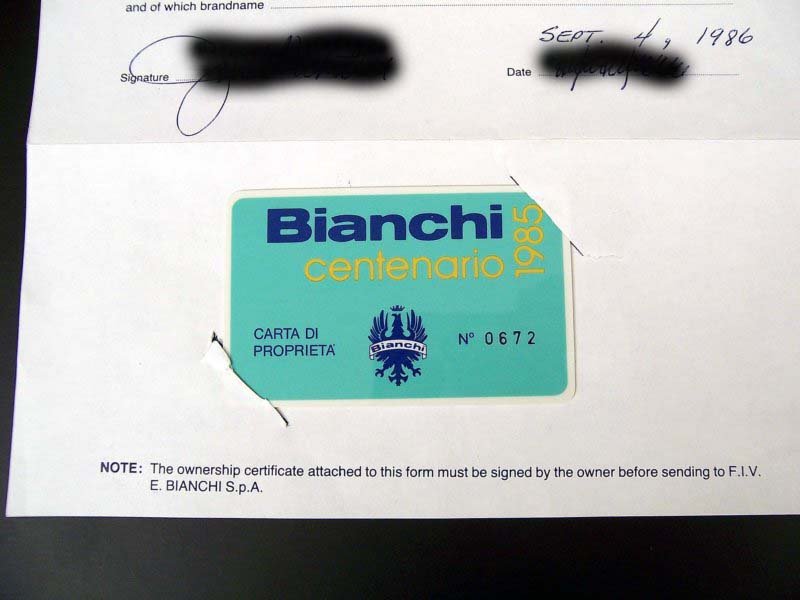 and of which brandname
SEPT. 4, 1986
Signature
Date
Bianchi
centenario
1985
CARTA DI
PROPRIETÀ
Bianchi
Nº 0672
NOTE: The ownership certificate attached to this form must be signed by the owner before sending to F.I.V.
E. BIANCHI S.p.A.